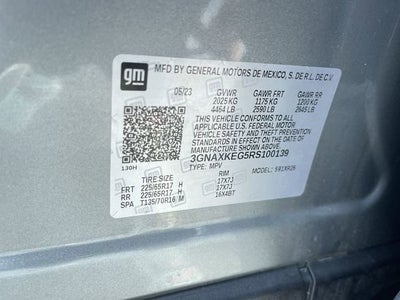 gm
MFD BY GENERAL MOTORS DE MEXICO, S. DE R.L. DE C.V
05/23 GVWR GAWR FRT GAWR RR
2025 KG 1175 KG 1200 KG
4464 LB 2590 LB 2645 LB
THIS VEHICLE CONFORMS TO ALL APPLICABLE U.S. FEDERAL MOTOR
VEHICLE SAFETY, BUMPER, AND THEFT PREVENTION STANDARDS IN
EFFECT ON THE DATE OF MANUFACTURE SHOWN ABOVE.
3GNAXKEG5RS100139
TYPE: MPV MODEL:
130H
TIRE SIZE RIM
FRT 225/65R17 H 17X7J
RR 225/65R17 H 17X7J
SPA T135/70R16 M 16X4BT